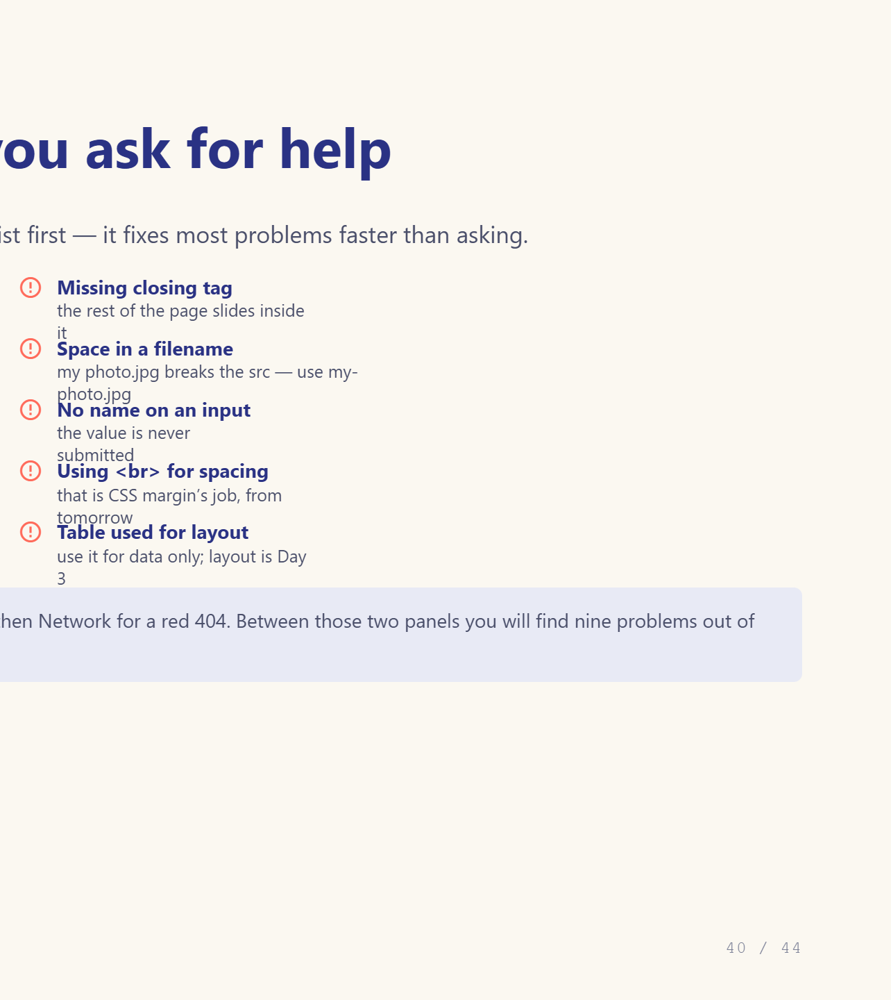 you ask for help
ist first — it fixes most problems faster than asking.
Missing closing tag
the rest of the page slides inside
it
Space in a filename
my photo.jpg breaks the src — use my-
photo.jpg
No name on an input
the value is never
submitted
Using <br> for spacing
that is CSS margin’s job, from
tomorrow
Table used for layout
use it for data only; layout is Day
3
then Network for a red 404. Between those two panels you will find nine problems out of
40 / 44